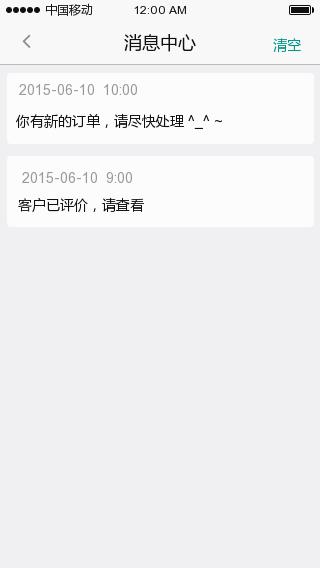 中国移动 12:00 AM
消息中心 清空
2015-06-10 10:00
你有新的订单，请尽快处理 ^_^ ~
2015-06-10 9:00
客户已评价，请查看